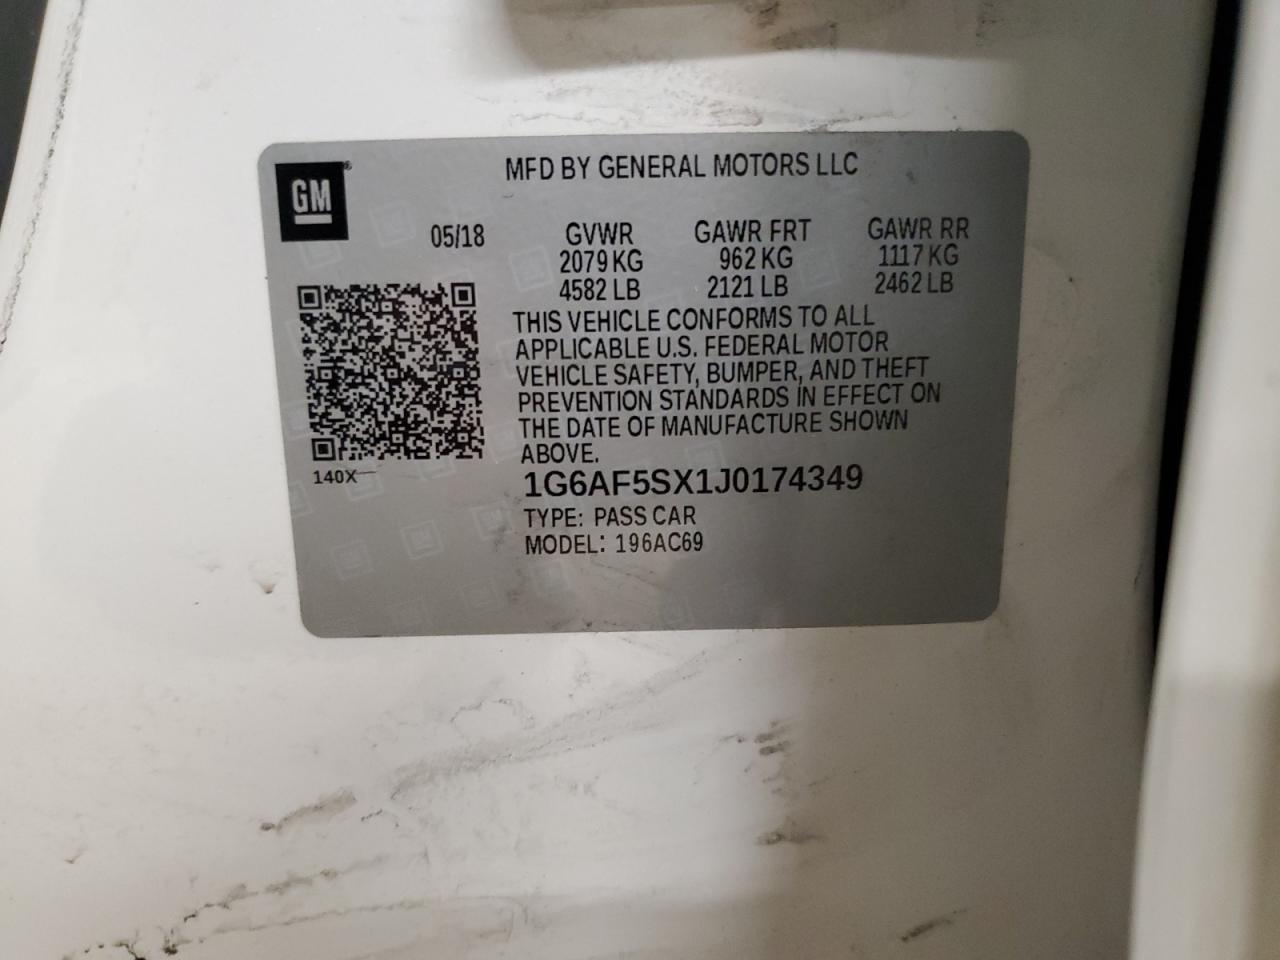 GM®
MFD BY GENERAL MOTORS LLC
05/18
GVWR GAWR FRT GAWR RR
2079 KG 962 KG 1117 KG
4582 LB 2121 LB 2462 LB
THIS VEHICLE CONFORMS TO ALL
APPLICABLE U.S. FEDERAL MOTOR
VEHICLE SAFETY, BUMPER, AND THEFT
PREVENTION STANDARDS IN EFFECT ON
THE DATE OF MANUFACTURE SHOWN
ABOVE.
140X
1G6AF5SX1J0174349
TYPE: PASS CAR
MODEL: 196AC69